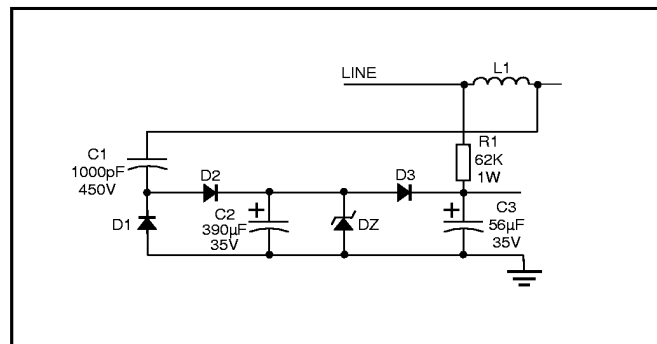 LINE
L1
R1
62K
1W
C1
1000pF
450V
D2
D3
D1
C2
390µF
35V
DZ
C3
56µF
35V